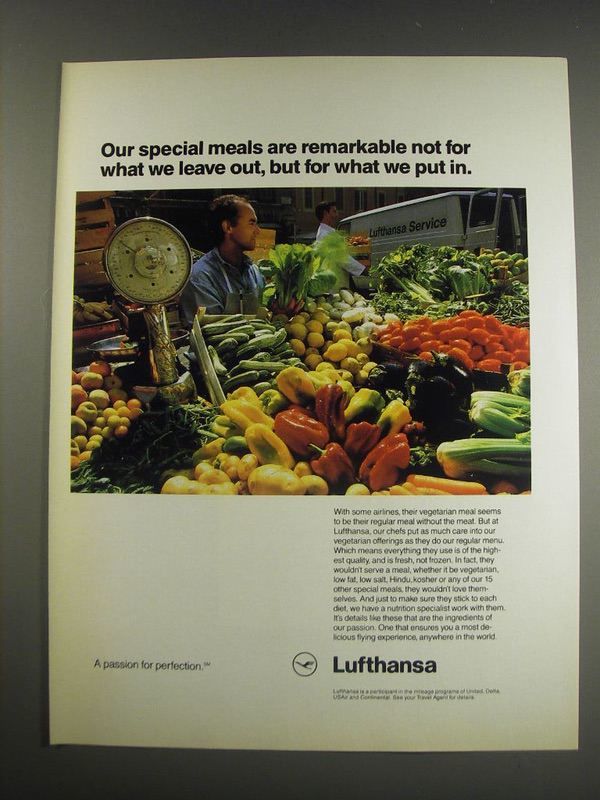 Our special meals are remarkable not for
what we leave out, but for what we put in.
Lufthansa Service
With some airlines, their vegetarian meal seems
to be their regular meal without the meat. But at
Lufthansa, our chefs put as much care into our
vegetarian offerings as they do our regular menu.
Which means everything they use is of the high-
est quality, and is fresh, not frozen. In fact, they
wouldn't serve a meal, whether it be vegetarian,
low fat, low salt, Hindu, kosher or any of our 15
other special meals, they wouldn't love them-
selves. And just to make sure they stick to each
diet, we have a nutrition specialist work with them.
It's details like these that are the ingredients of
our passion. One that ensures you a most de-
licious flying experience, anywhere in the world.
A passion for perfection.℠
Lufthansa
Lufthansa is a participant in the mileage programs of United, Delta,
USAir and Continental. See your Travel Agent for details.